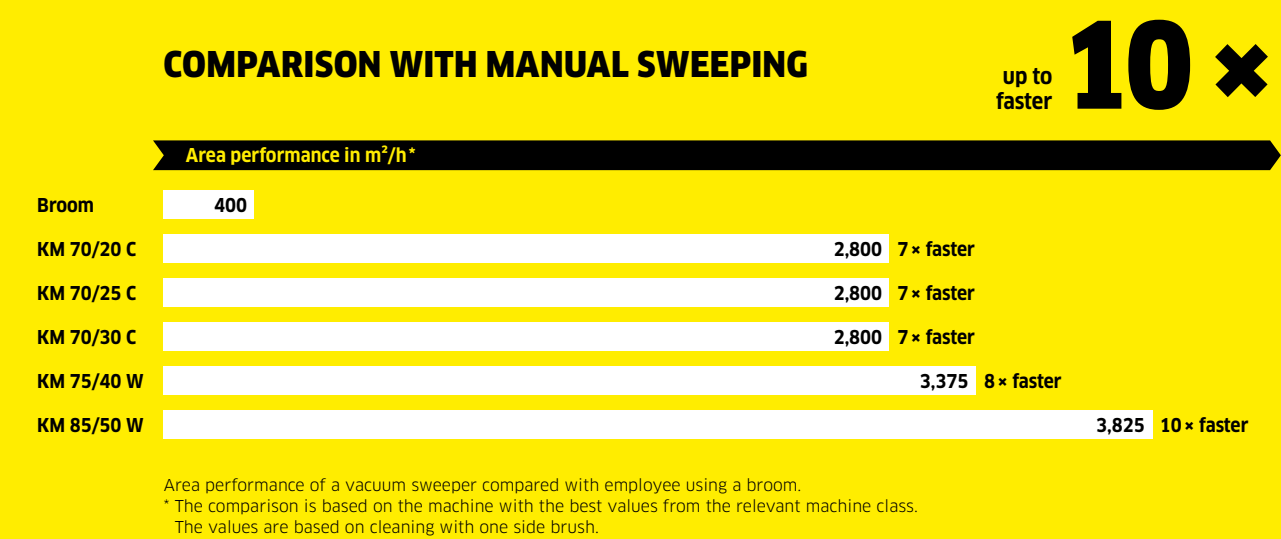 COMPARISON WITH MANUAL SWEEPING
up to
faster
10 ×
Area performance in m²/h*
Broom 400
KM 70/20 C 2,800 7 × faster
KM 70/25 C 2,800 7 × faster
KM 70/30 C 2,800 7 × faster
KM 75/40 W 3,375 8 × faster
KM 85/50 W 3,825 10 × faster
Area performance of a vacuum sweeper compared with employee using a broom.
* The comparison is based on the machine with the best values from the relevant machine class.
The values are based on cleaning with one side brush.